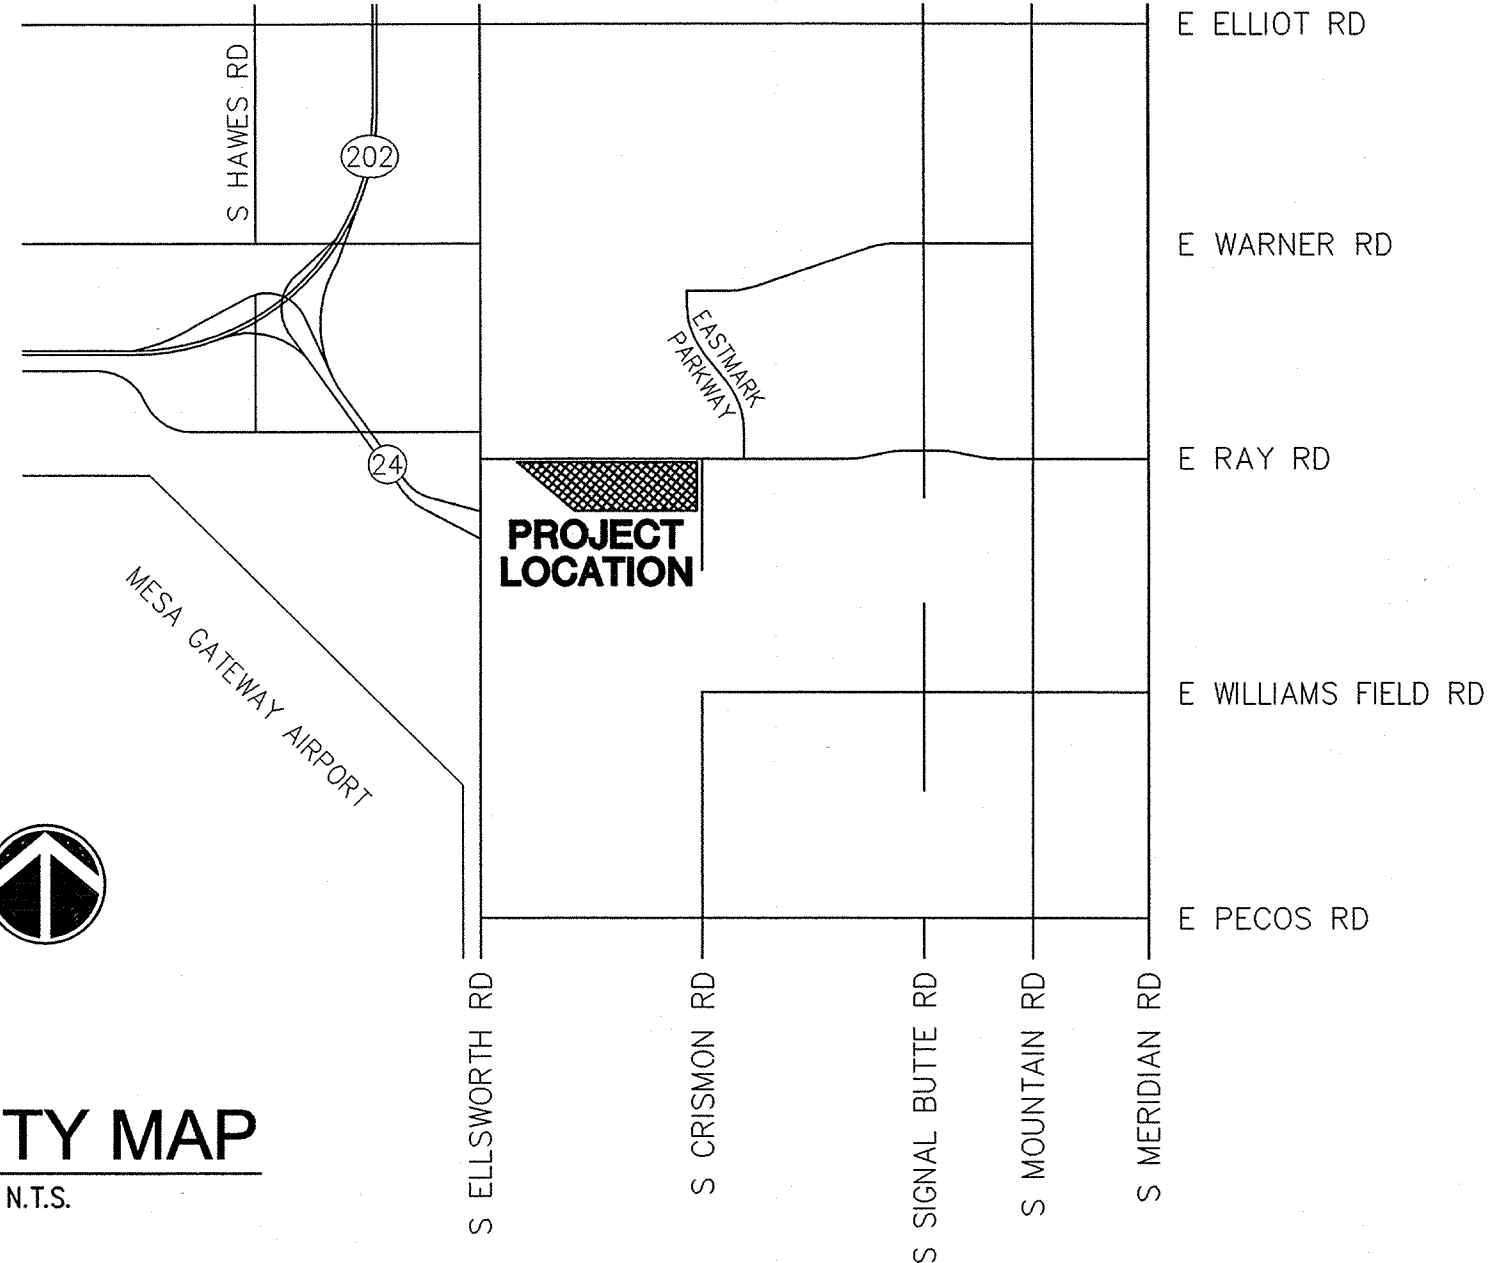 E ELLIOT RD
S HAWES RD
202
E WARNER RD
EASTMARK
PARKWAY
E RAY RD
24
PROJECT
LOCATION
MESA GATEWAY AIRPORT
E WILLIAMS FIELD RD
E PECOS RD
S ELLSWORTH RD
S CRISMON RD
S SIGNAL BUTTE RD
S MOUNTAIN RD
S MERIDIAN RD
TY MAP
N.T.S.